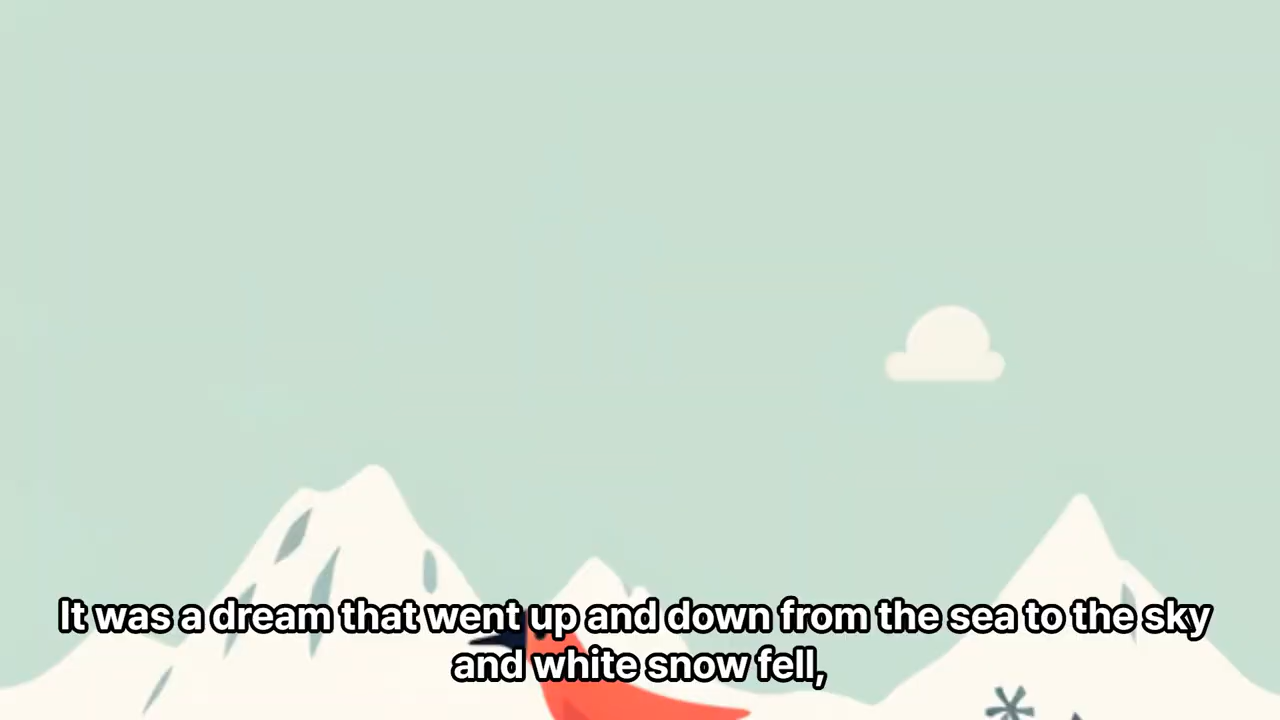 It was a dream that went up and down from the sea to the sky
and white snow fell,